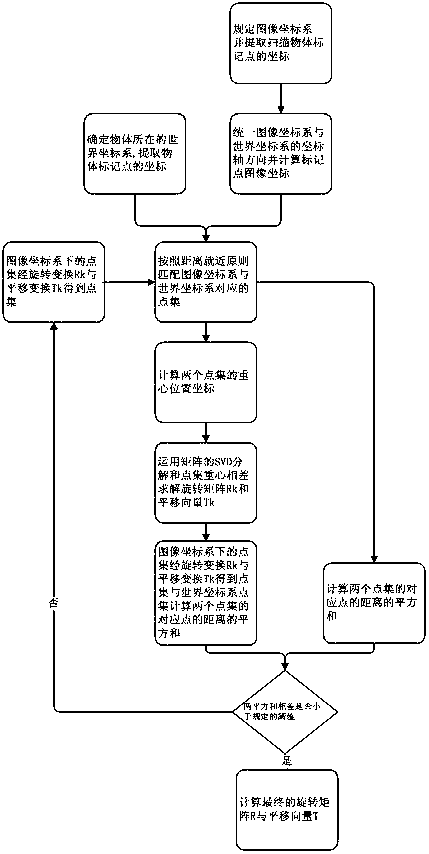 规定图像坐标系
并提取扫描物体标
记点的坐标
确定物体所在的世
界坐标系,提取物
体标记点的坐标
统一图像坐标系与
世界坐标系的坐标
轴方向并计算标记
点图像坐标
图像坐标系下的点
集经旋转变换Rk与
平移变换Tk得到点
集
按照距离就近原则
匹配图像坐标系与
世界坐标系对应的
点集
计算两个点集的重
心位置坐标
运用矩阵的SVD分
解和点集重心相差
求解旋转矩阵Rk和
平移向量Tk
图像坐标系下的点
集经旋转变换Rk与
平移变换Tk得到点
集与世界坐标系点
集计算两个点集的
对应点的距离的平
方和
计算两个点集的对
应点的距离的平方
和
否
两平方和相差是否小
于规定的阈值
是
计算最终的旋转矩
阵R与平移向量T